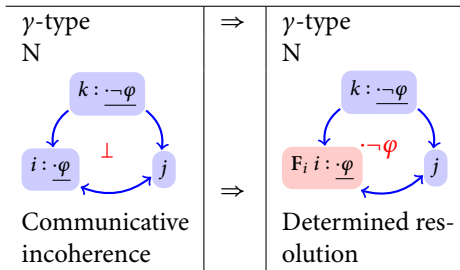 γ-type ⇒ γ-type
N N
k : ·¬φ k : ·¬φ
⊥ ·¬φ
i : ·φ j F_i i : ·φ j
⇒
Communicative Determined res-
incoherence olution